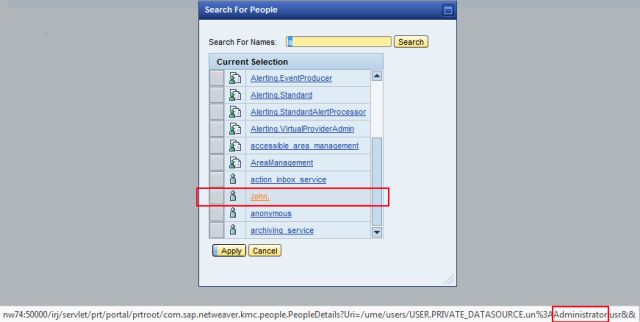 Search For People
Search For Names: a Search
Current Selection
Alerting.EventProducer
Alerting.Standard
Alerting.StandardAlertProcessor
Alerting.VirtualProviderAdmin
accessible_area_management
AreaManagement
action_inbox_service
John,
anonymous
archiving_service
Apply Cancel
nw74:50000/irj/servlet/prt/portal/prtroot/com.sap.netweaver.kmc.people.PeopleDetails?Uri=/ume/users/USER.PRIVATE_DATASOURCE.un%3AAdministrator.usr&&